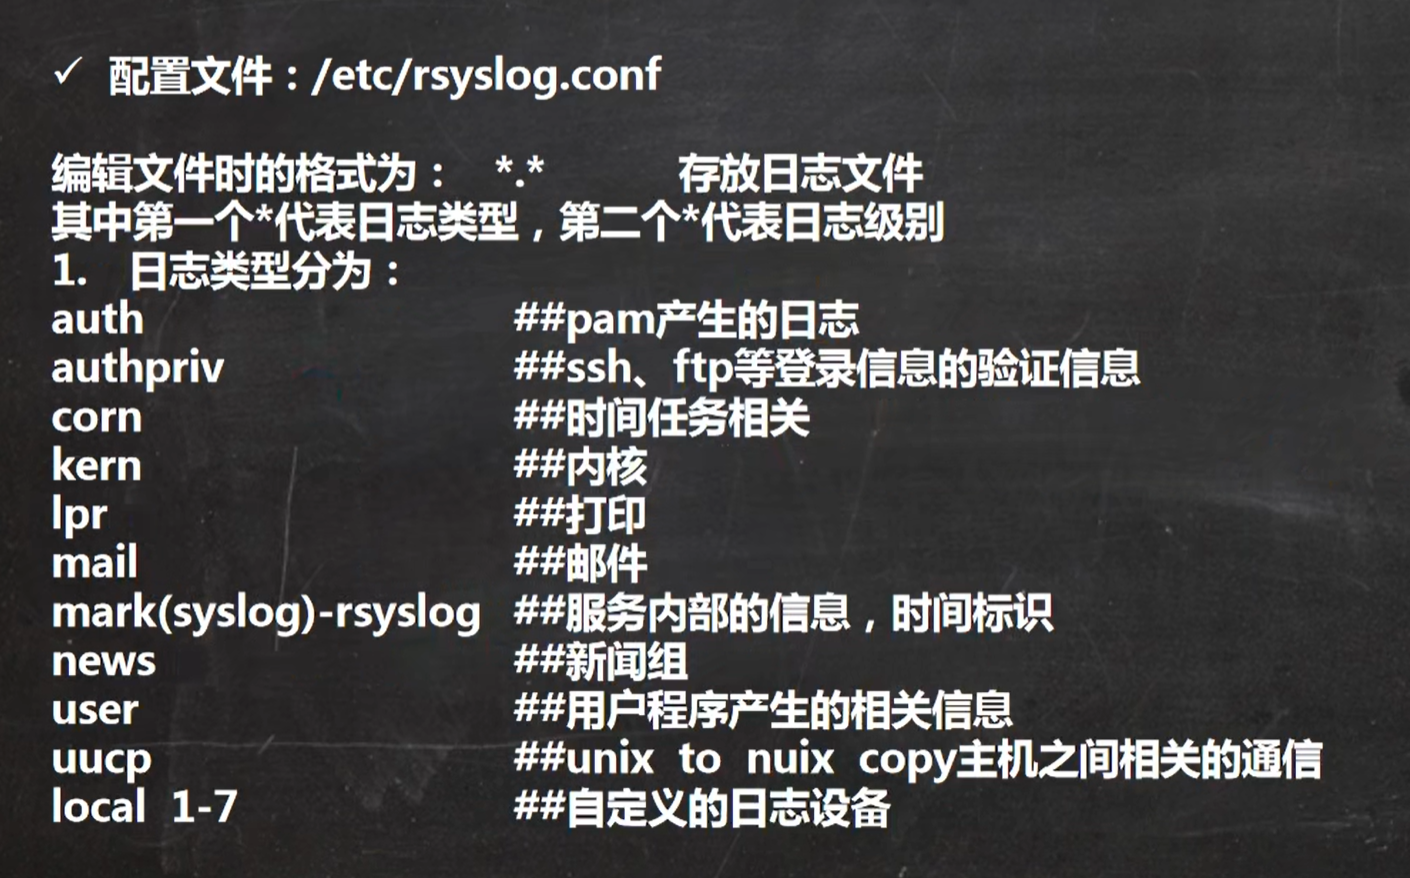 ✓ 配置文件：/etc/rsyslog.conf
编辑文件时的格式为： *.* 存放日志文件
其中第一个*代表日志类型，第二个*代表日志级别
1. 日志类型分为：
auth ##pam产生的日志
authpriv ##ssh、ftp等登录信息的验证信息
corn ##时间任务相关
kern ##内核
lpr ##打印
mail ##邮件
mark(syslog)-rsyslog ##服务内部的信息，时间标识
news ##新闻组
user ##用户程序产生的相关信息
uucp ##unix to nuix copy主机之间相关的通信
local 1-7 ##自定义的日志设备